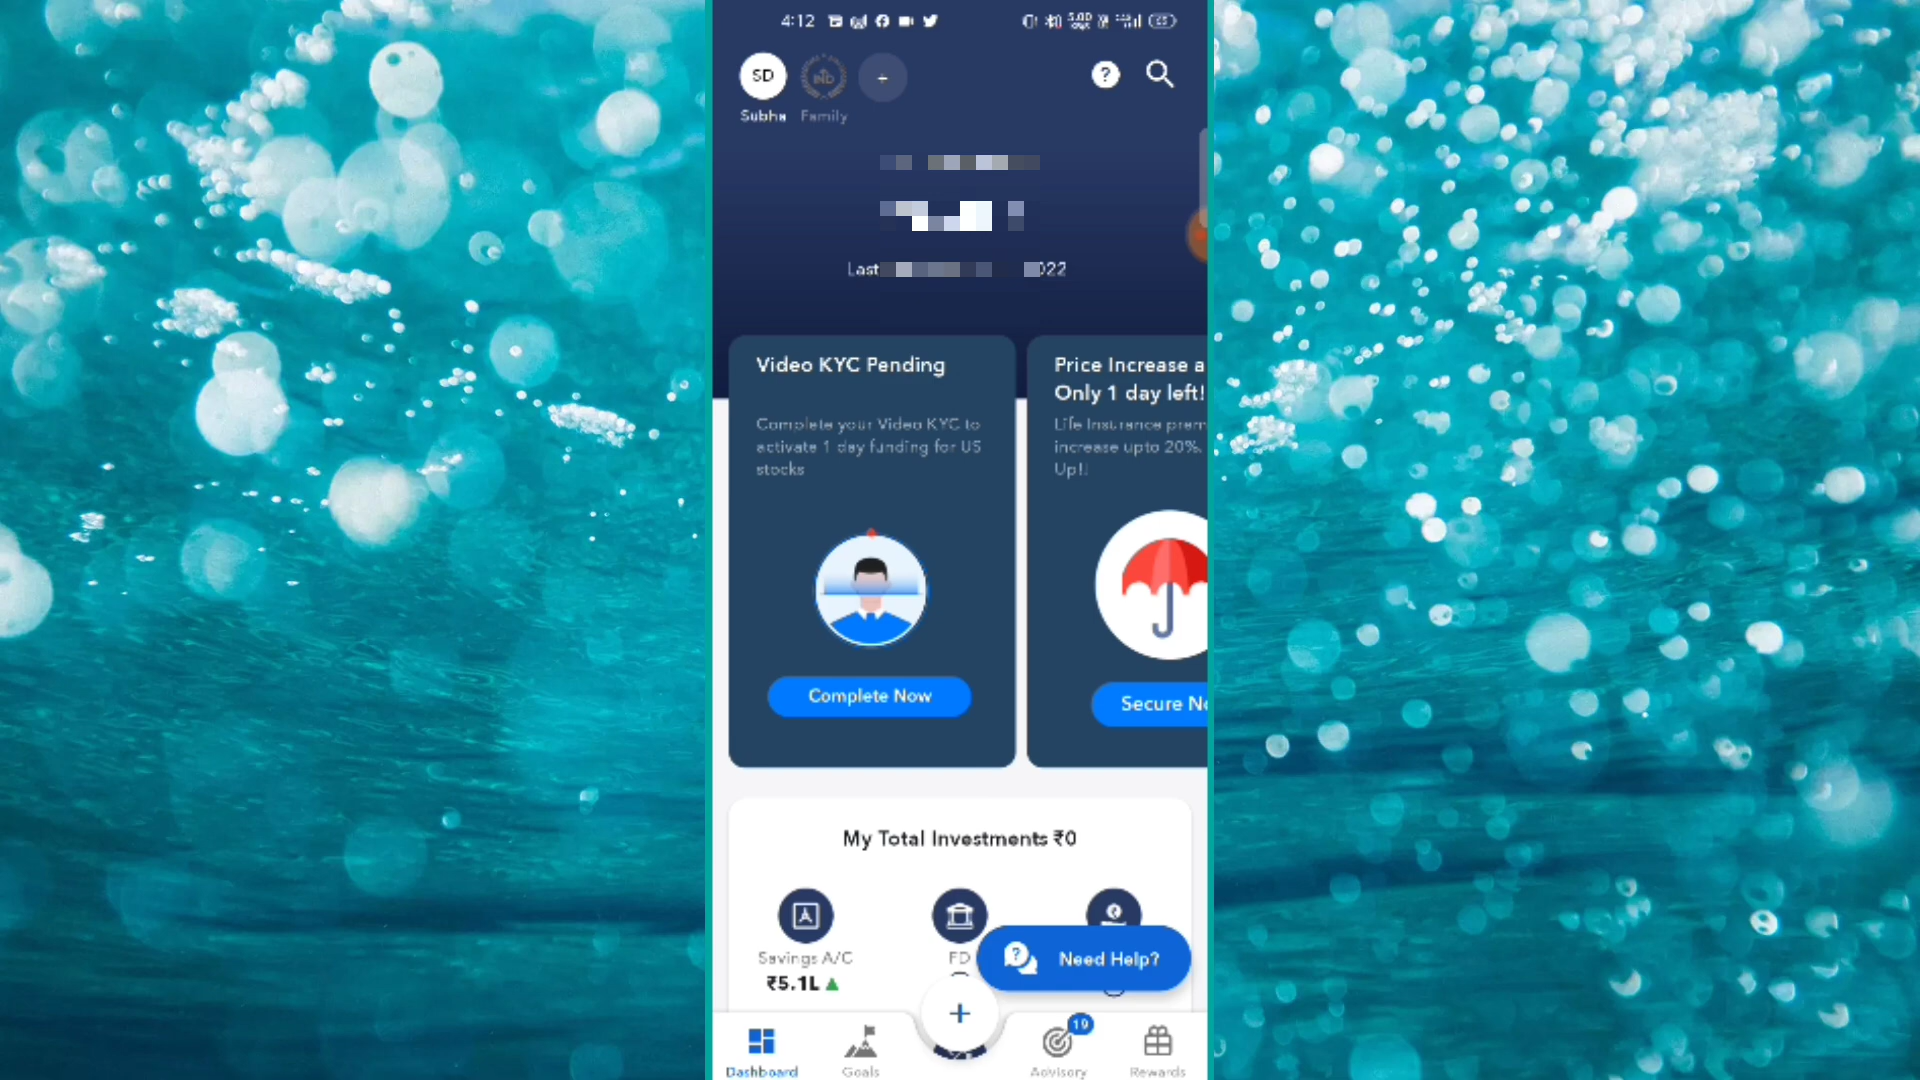 4:12
SD
IND
+
?
Subha Family
Last 022
Video KYC Pending
Complete your Video KYC to
activate 1 day funding for US
stocks
Complete Now
Price Increase a
Only 1 day left!
Life Insurance prem
increase upto 20%.
Up!!
Secure No
My Total Investments ₹0
Savings A/C
₹5.1L
FD
Need Help?
Dashboard
Goals
19
Advisory
Rewards